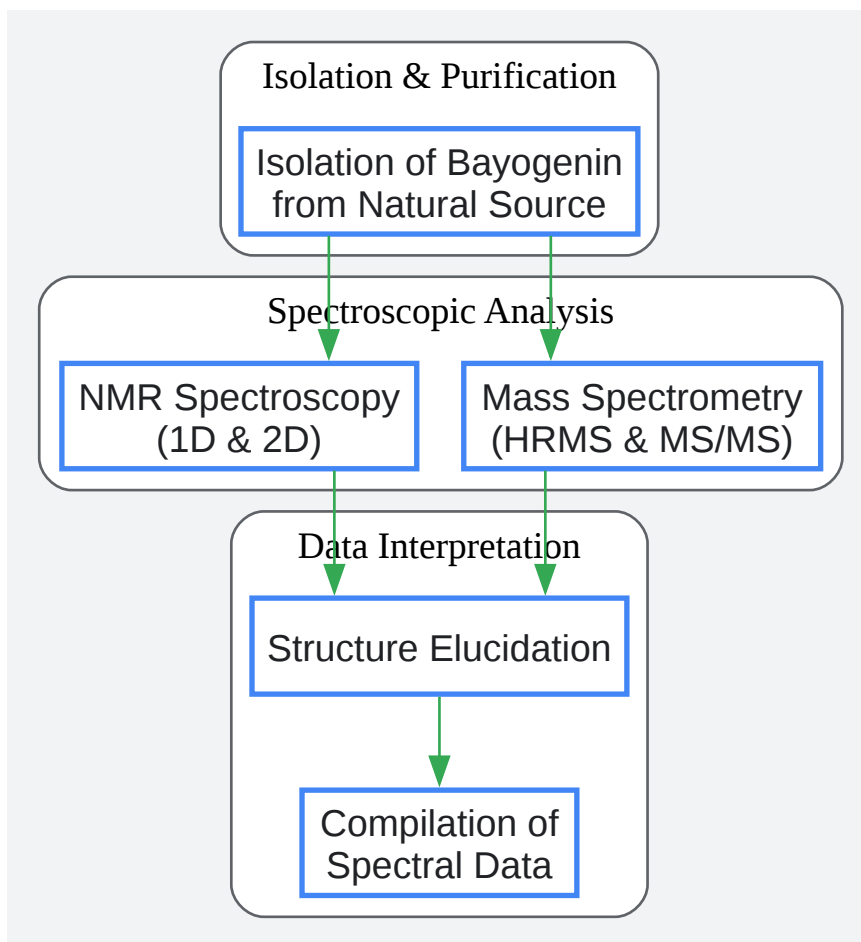 Isolation & Purification
Isolation of Bayogenin
from Natural Source
Spectroscopic Analysis
NMR Spectroscopy
(1D & 2D)
Mass Spectrometry
(HRMS & MS/MS)
Data Interpretation
Structure Elucidation
Compilation of
Spectral Data